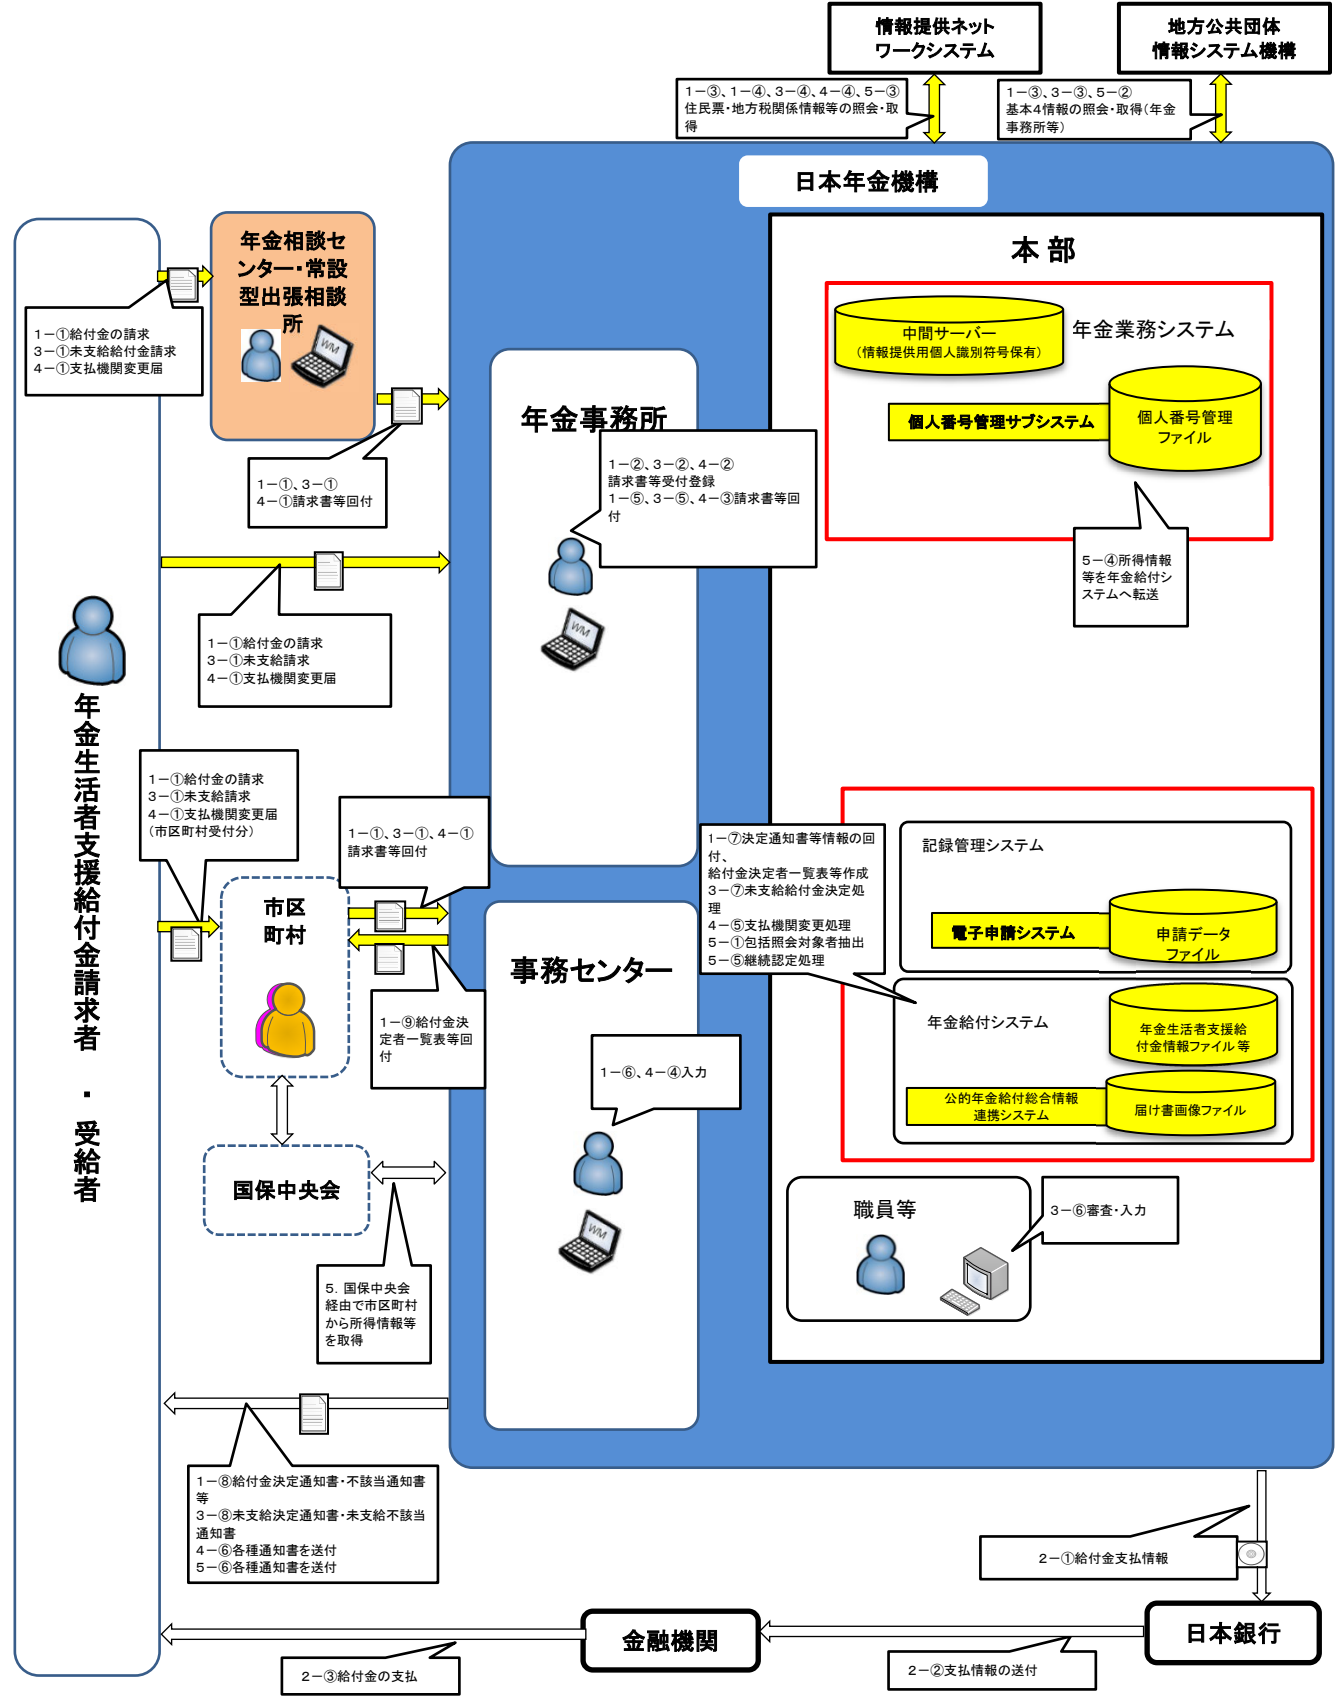 情報提供ネット
ワークシステム
地方公共団体
情報システム機構
1－③、1－④、3－④、4－④、5－③
住民票・地方税関係情報等の照会・取
得
1－③、3－③、5－②
基本4情報の照会・取得(年金
事務所等)
日本年金機構
本 部
年金相談セ
ンター・常設
型出張相談
所
WM
1－①給付金の請求
3－①未支給給付金請求
4－①支払機関変更届
中間サーバー
(情報提供用個人識別符号保有)
年金業務システム
個人番号管理サブシステム
個人番号管理
ファイル
年金事務所
1－②、3－②、4－②
請求書等受付登録
1－⑤、3－⑤、4－③請求書等回
付
1－①、3－①
4－①請求書等回付
5－④所得情報
等を年金給付シ
ステムへ転送
WM
1－①給付金の請求
3－①未支給請求
4－①支払機関変更届
年金生活者支援給付金請求者 ・ 受給者
1－①給付金の請求
3－①未支給請求
4－①支払機関変更届
(市区町村受付分)
1－①、3－①、4－①
請求書等回付
市区
町村
1－⑨給付金決
定者一覧表等回
付
事務センター
1－⑦決定通知書等情報の回
付、
給付金決定者一覧表等作成
3－⑦未支給給付金決定処
理
4－⑤支払機関変更処理
5－①包括照会対象者抽出
5－⑤継続認定処理
記録管理システム
電子申請システム
申請データ
ファイル
年金給付システム
年金生活者支援給
付金情報ファイル等
公的年金給付総合情報
連携システム
届け書画像ファイル
1－⑥、4－④入力
WM
国保中央会
5．国保中央会
経由で市区町村
から所得情報等
を取得
職員等
3－⑥審査・入力
1－⑧給付金決定通知書・不該当通知書
等
3－⑧未支給決定通知書・未支給不該当
通知書
4－⑥各種通知書を送付
5－⑥各種通知書を送付
2－①給付金支払情報
日本銀行
2－②支払情報の送付
金融機関
2－③給付金の支払